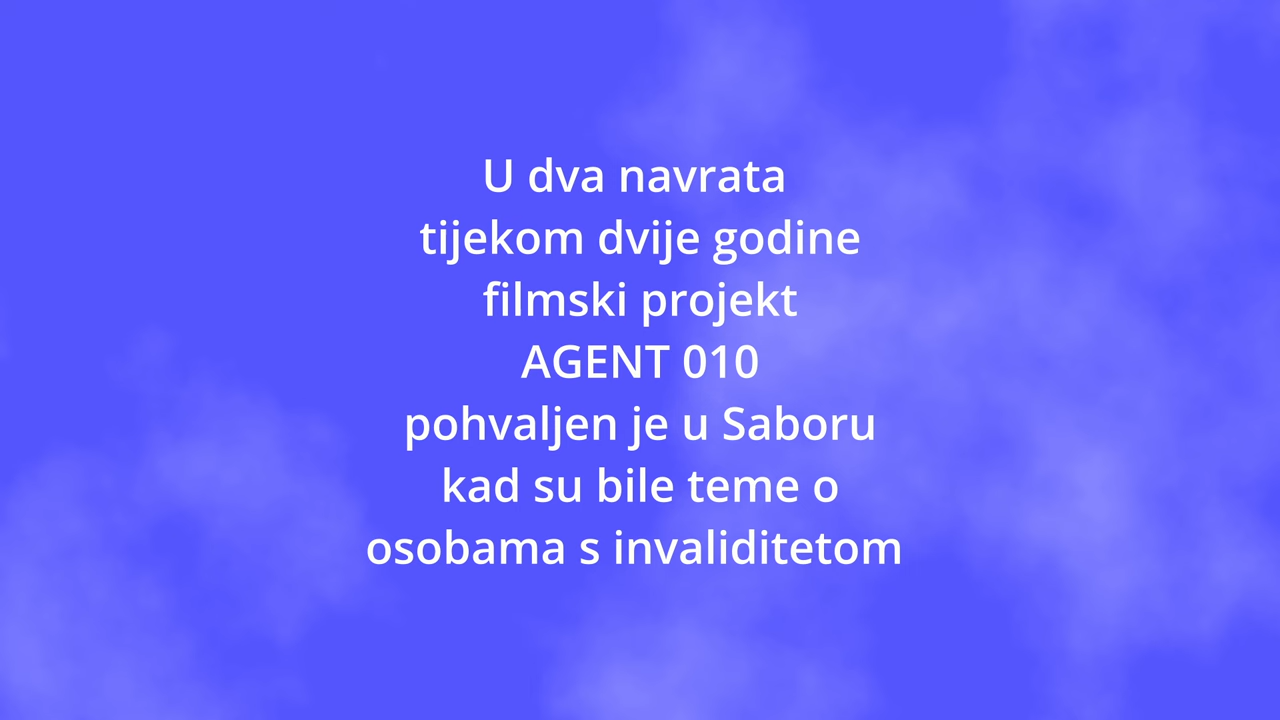 U dva navrata
tijekom dvije godine
filmski projekt
AGENT 010
pohvaljen je u Saboru
kad su bile teme o
osobama s invaliditetom